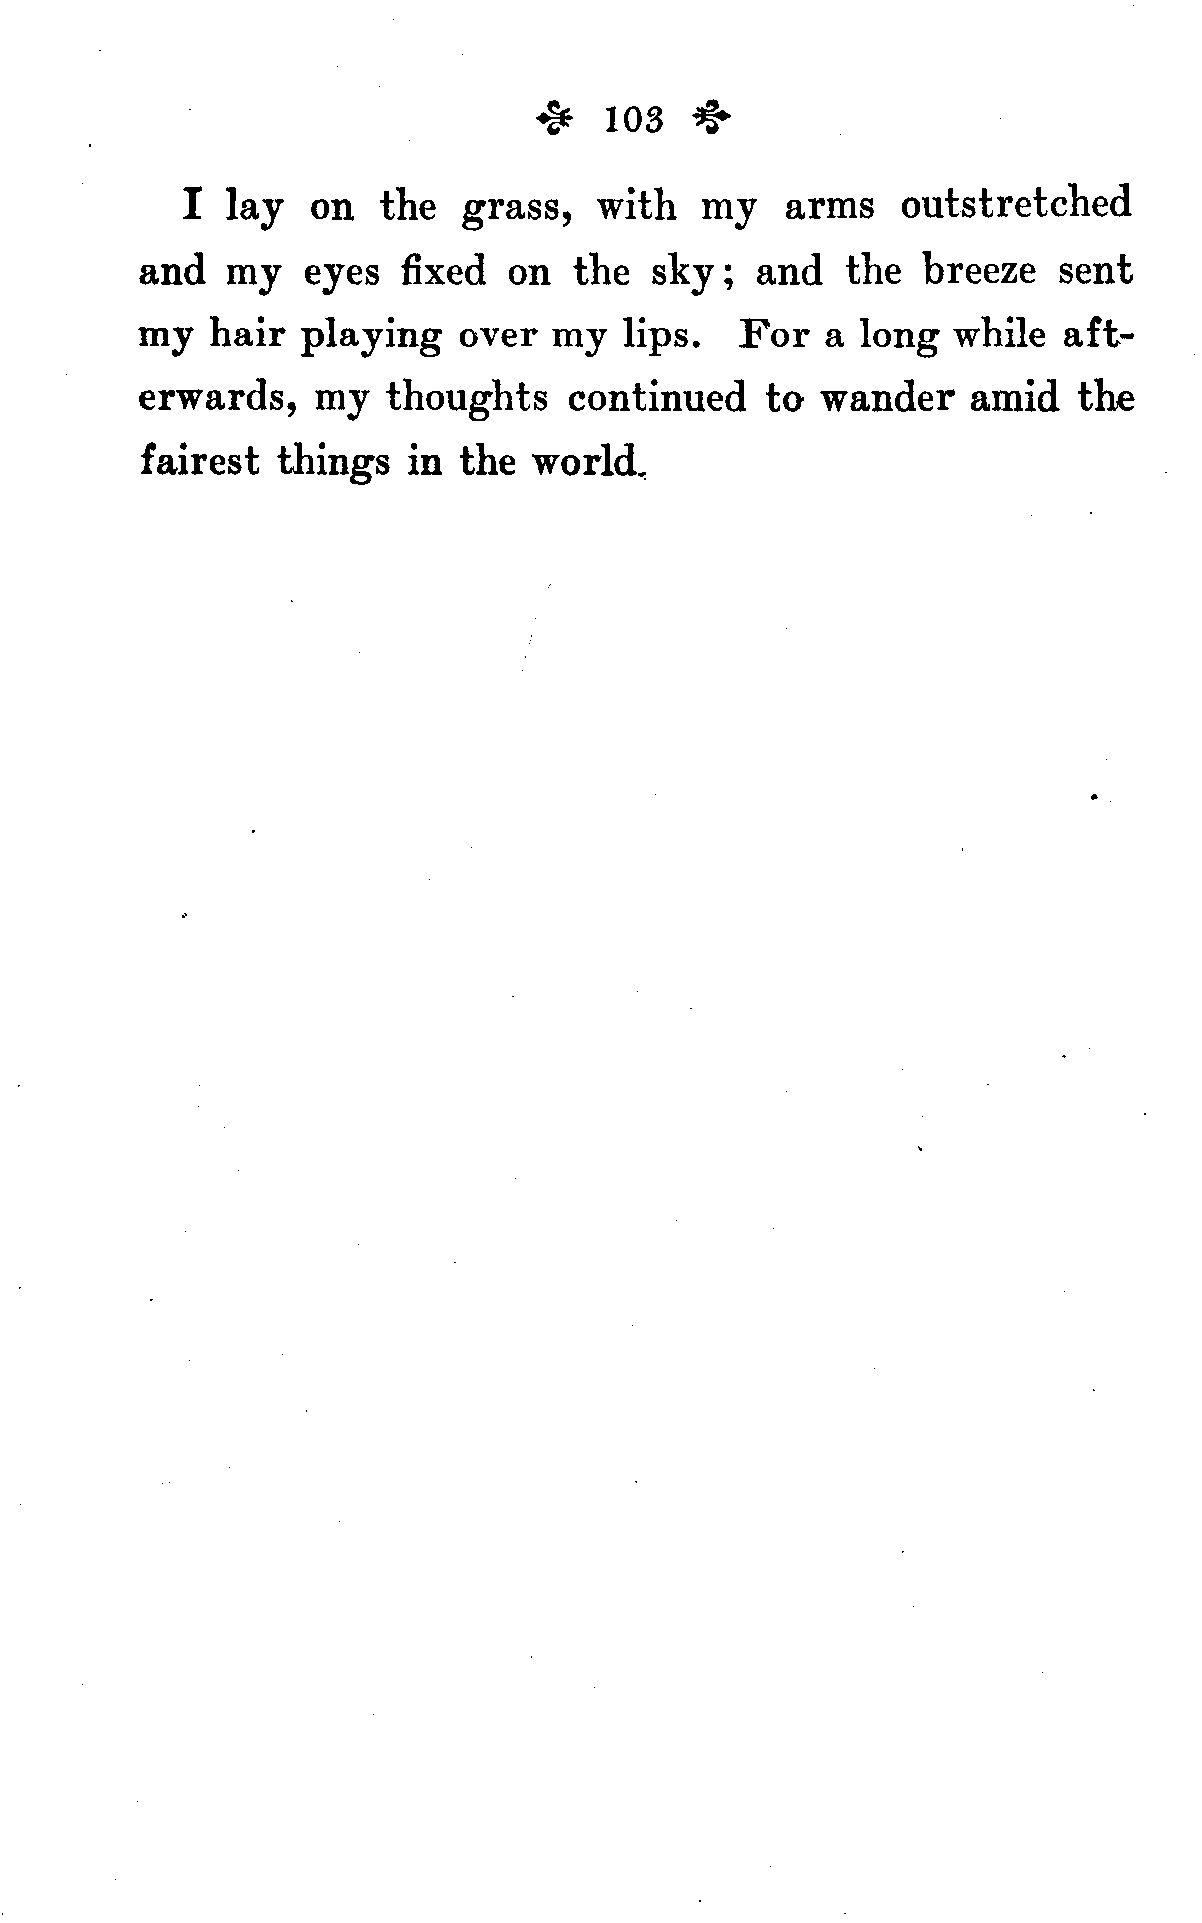 103
I lay on the grass, with my arms outstretched
and my eyes fixed on the sky; and the breeze sent
my hair playing over my lips. For a long while aft-
erwards, my thoughts continued to wander amid the
fairest things in the world.